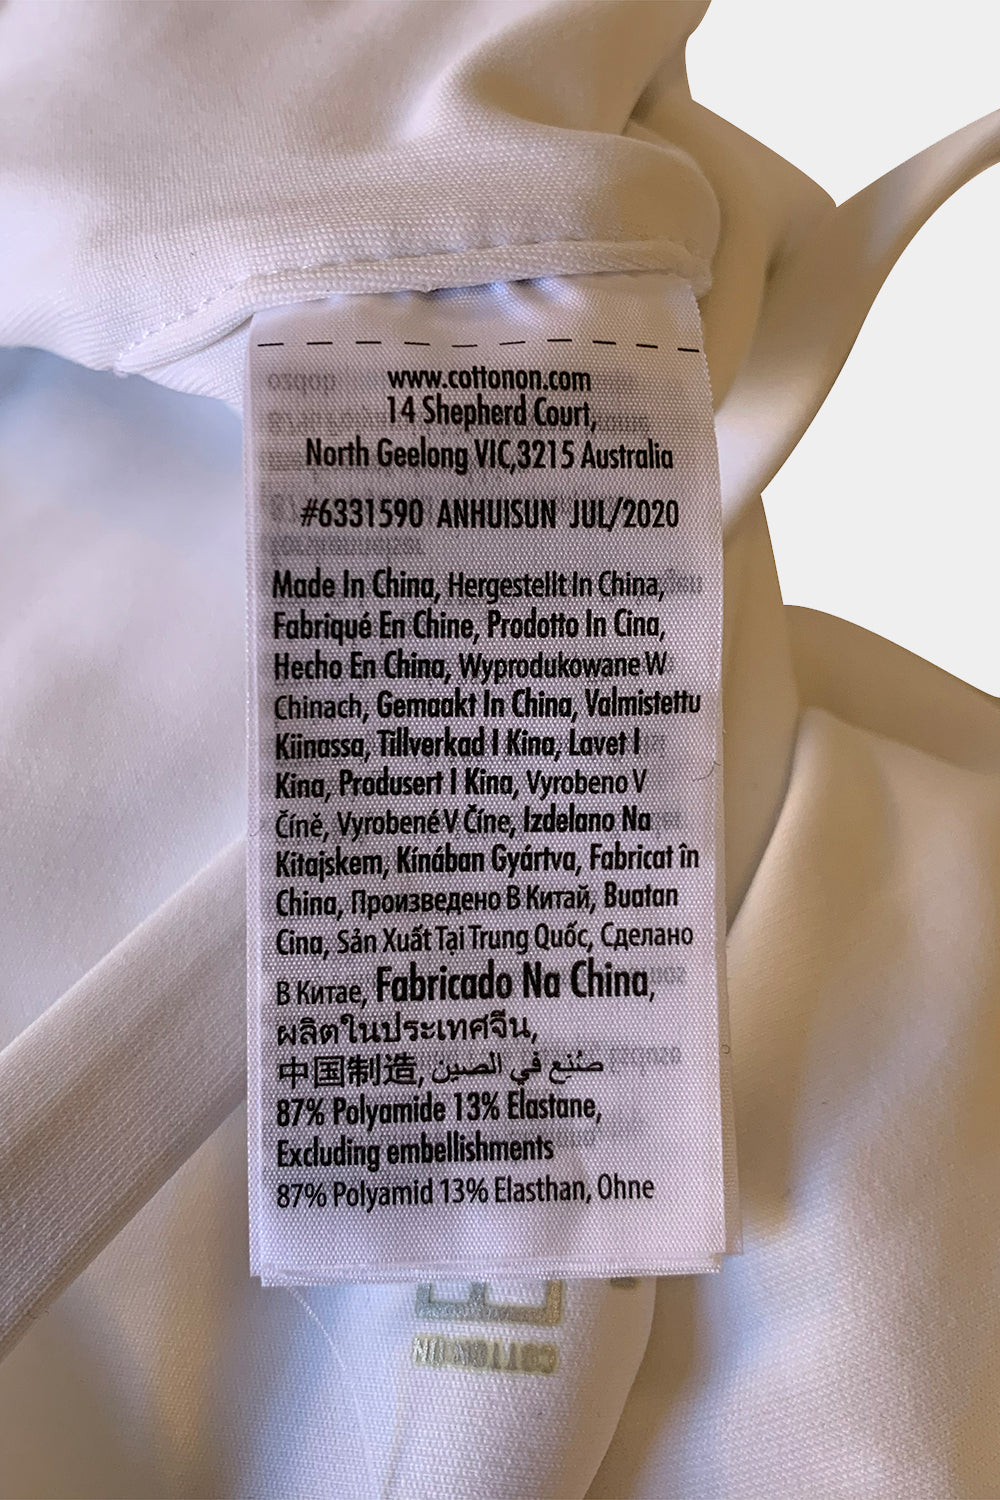 www.cottonon.com
14 Shepherd Court,
North Geelong VIC,3215 Australia
#6331590 ANHUISUN JUL/2020
Made In China, Hergestellt In China,
Fabriqué En Chine, Prodotto In Cina,
Hecho En China, Wyprodukowane W
Chinach, Gemaakt In China, Valmistettu
Kiinassa, Tillverkad I Kina, Lavet I
Kina, Produsert I Kina, Vyrobeno V
Číně, Vyrobené V Číne, Izdelano Na
Kitajskem, Kínában Gyártva, Fabricat în
China, Произведено В Китай, Buatan
Cina, Sản Xuất Tại Trung Quốc, Сделано
В Китае, Fabricado Na China,
ผลิตในประเทศจีน,
中国制造, صُنع في الصين
87% Polyamide 13% Elastane,
Excluding embellishments
87% Polyamid 13% Elasthan, Ohne
COTTON ON